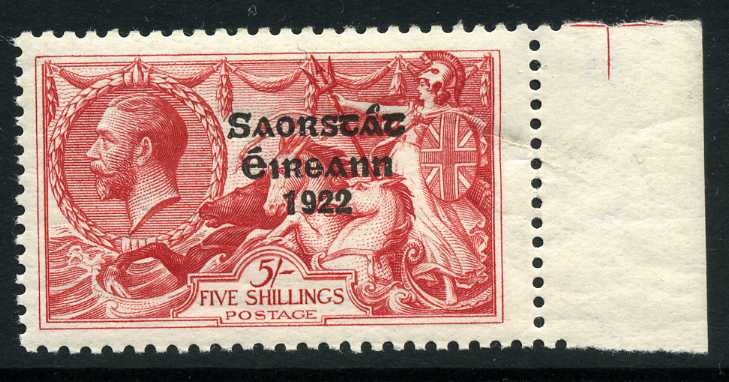 Saorstát
Éireann
1922
5/-
FIVE SHILLINGS
POSTAGE